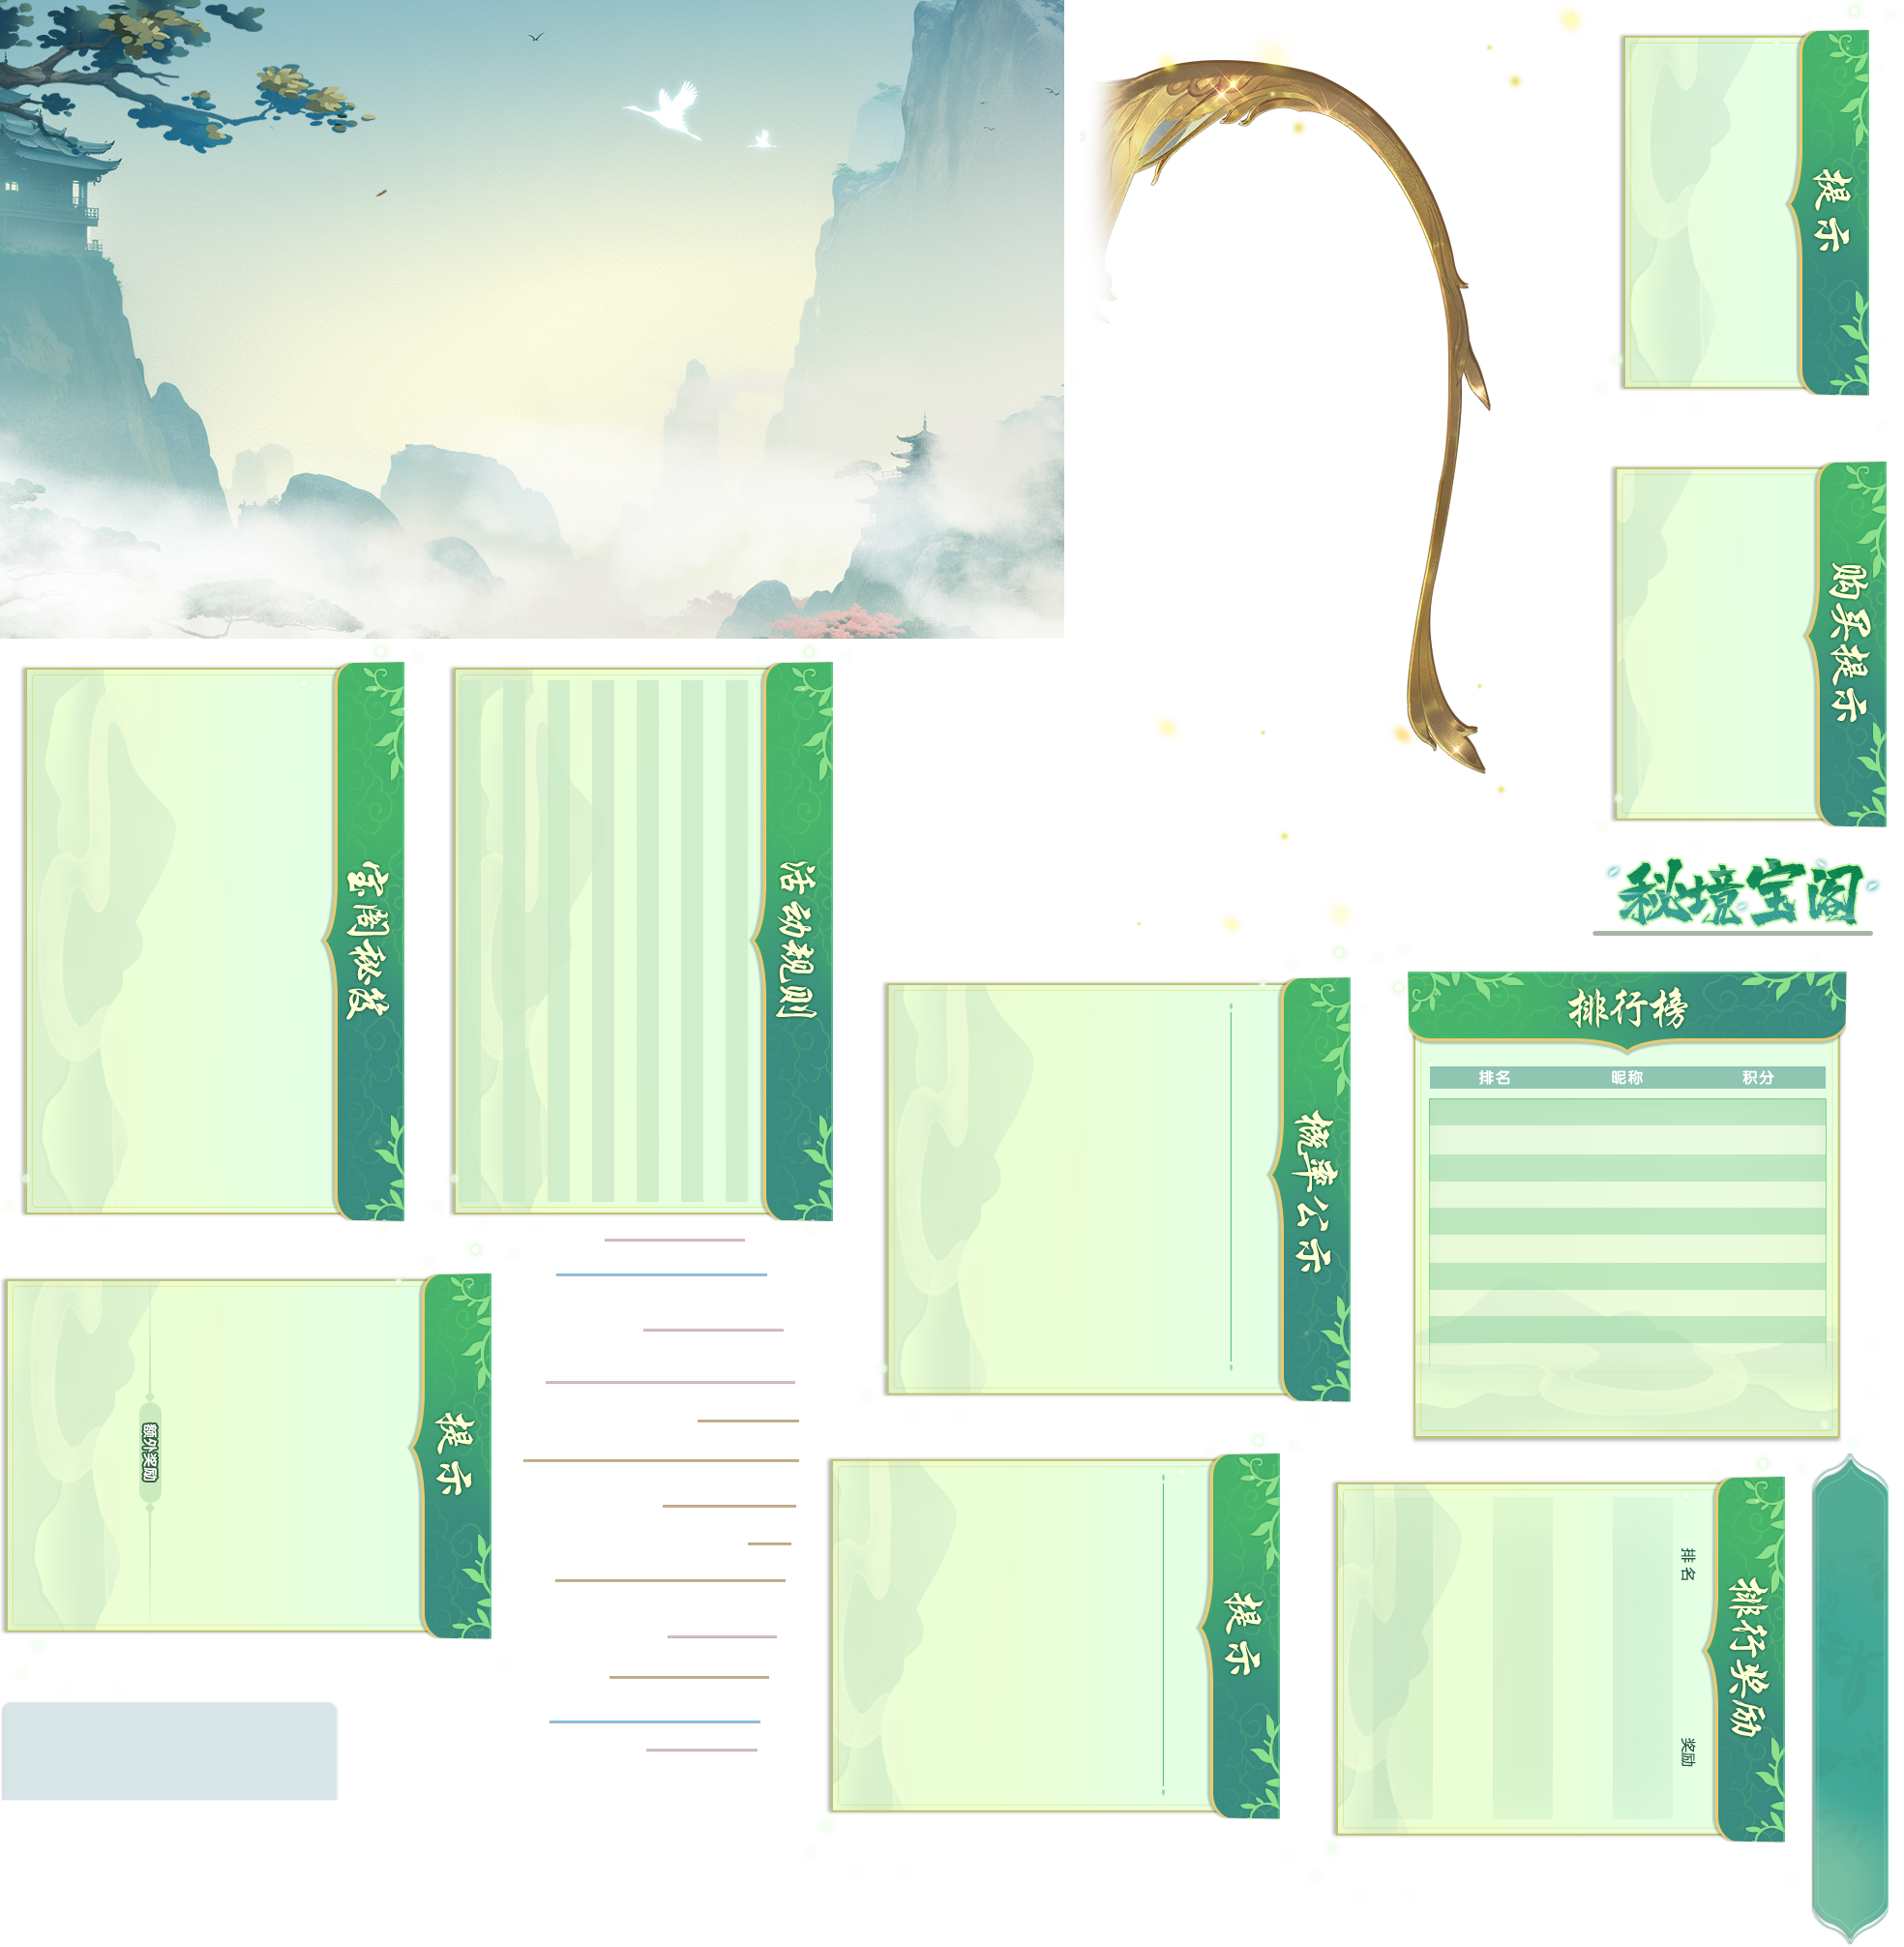 提示
购买提示
秘境宝阁
宝阁秘宴
活动规则
概率公示
排行榜
排名 昵称 积分
提示
额外奖励
提示
排行奖励
排名
奖励